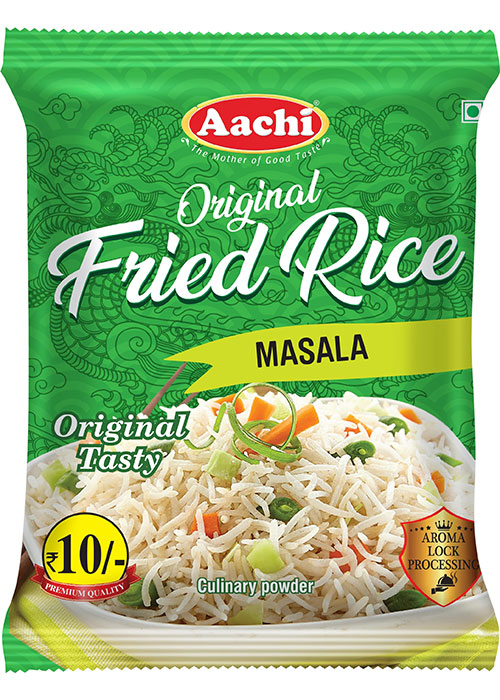 Aachi®
The Mother of Good Taste
Original
Fried Rice
MASALA
Original
Tasty
₹10/-
PREMIUM QUALITY
Culinary powder
AROMA
LOCK
PROCESSING